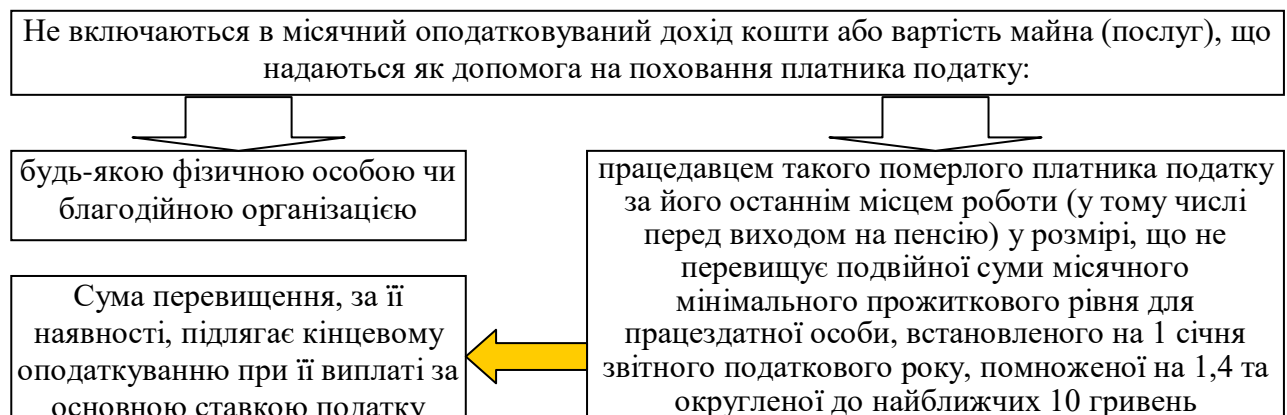 Не включаються в місячний оподатковуваний дохід кошти або вартість майна (послуг), що
надаються як допомога на поховання платника податку:
будь-якою фізичною особою чи
благодійною організацією
працедавцем такого померлого платника податку
за його останнім місцем роботи (у тому числі
перед виходом на пенсію) у розмірі, що не
перевищує подвійної суми місячного
мінімального прожиткового рівня для
працездатної особи, встановленого на 1 січня
звітного податкового року, помноженої на 1,4 та
округленої до найближчих 10 гривень
Сума перевищення, за її
наявності, підлягає кінцевому
оподаткуванню при її виплаті за
основною ставкою податку